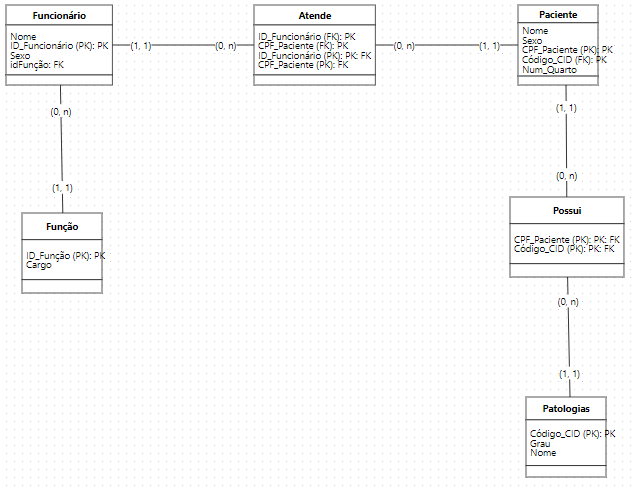 Funcionário
Nome
ID_Funcionário (PK): PK
Sexo
idFunção: FK
(1, 1)
(0, n)
Atende
ID_Funcionário (FK): PK
CPF_Paciente (FK): PK
ID_Funcionário (PK): PK: FK
CPF_Paciente (PK): FK
(0, n)
(1, 1)
Paciente
Nome
Sexo
CPF_Paciente (PK): PK
Código_CID (FK): PK
Num_Quarto
(0, n)
(1, 1)
Função
ID_Função (PK): PK
Cargo
(1, 1)
(0, n)
Possui
CPF_Paciente (PK): PK: FK
Código_CID (PK): PK: FK
(0, n)
(1, 1)
Patologias
Código_CID (PK): PK
Grau
Nome